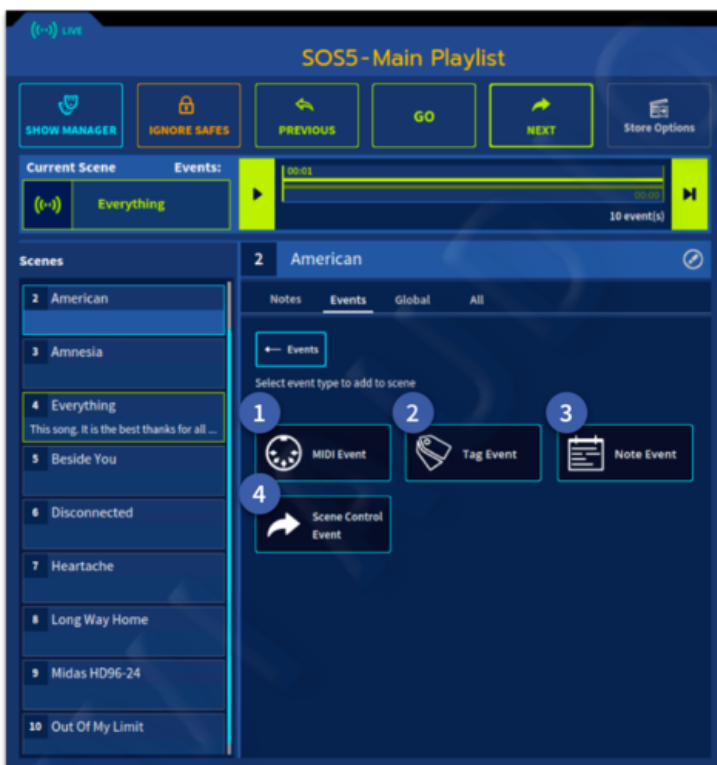 ((··)) LIVE
SOS5-Main Playlist
SHOW MANAGER
IGNORE SAFES
PREVIOUS
GO
NEXT
Store Options
Current Scene Events:
Everything
00:01
00:00
10 event(s)
Scenes
2 American
2 American
3 Amnesia
4 Everything
This song. It is the best thanks for all ...
5 Beside You
6 Disconnected
7 Heartache
8 Long Way Home
9 Midas HD96-24
10 Out Of My Limit
Notes Events Global All
← Events
Select event type to add to scene
1
MIDI Event
2
Tag Event
3
Note Event
4
Scene Control
Event